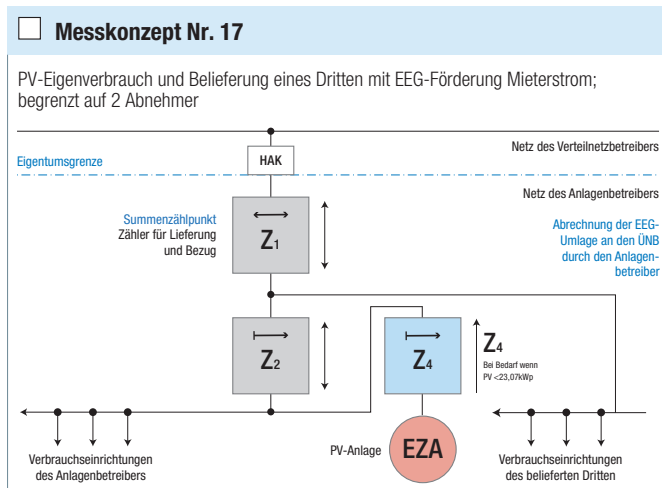 Messkonzept Nr. 17
PV-Eigenverbrauch und Belieferung eines Dritten mit EEG-Förderung Mieterstrom;
begrenzt auf 2 Abnehmer
Netz des Verteilnetzbetreibers
Eigentumsgrenze
HAK
Netz des Anlagenbetreibers
Summenzählpunkt
Zähler für Lieferung
und Bezug
Z1
Abrechnung der EEG-
Umlage an den ÜNB
durch den Anlagen-
betreiber
Z2
Z4
Z4
Bei Bedarf wenn
PV <23,07kWp
PV-Anlage
EZA
Verbrauchseinrichtungen
des Anlagenbetreibers
Verbrauchseinrichtungen
des belieferten Dritten